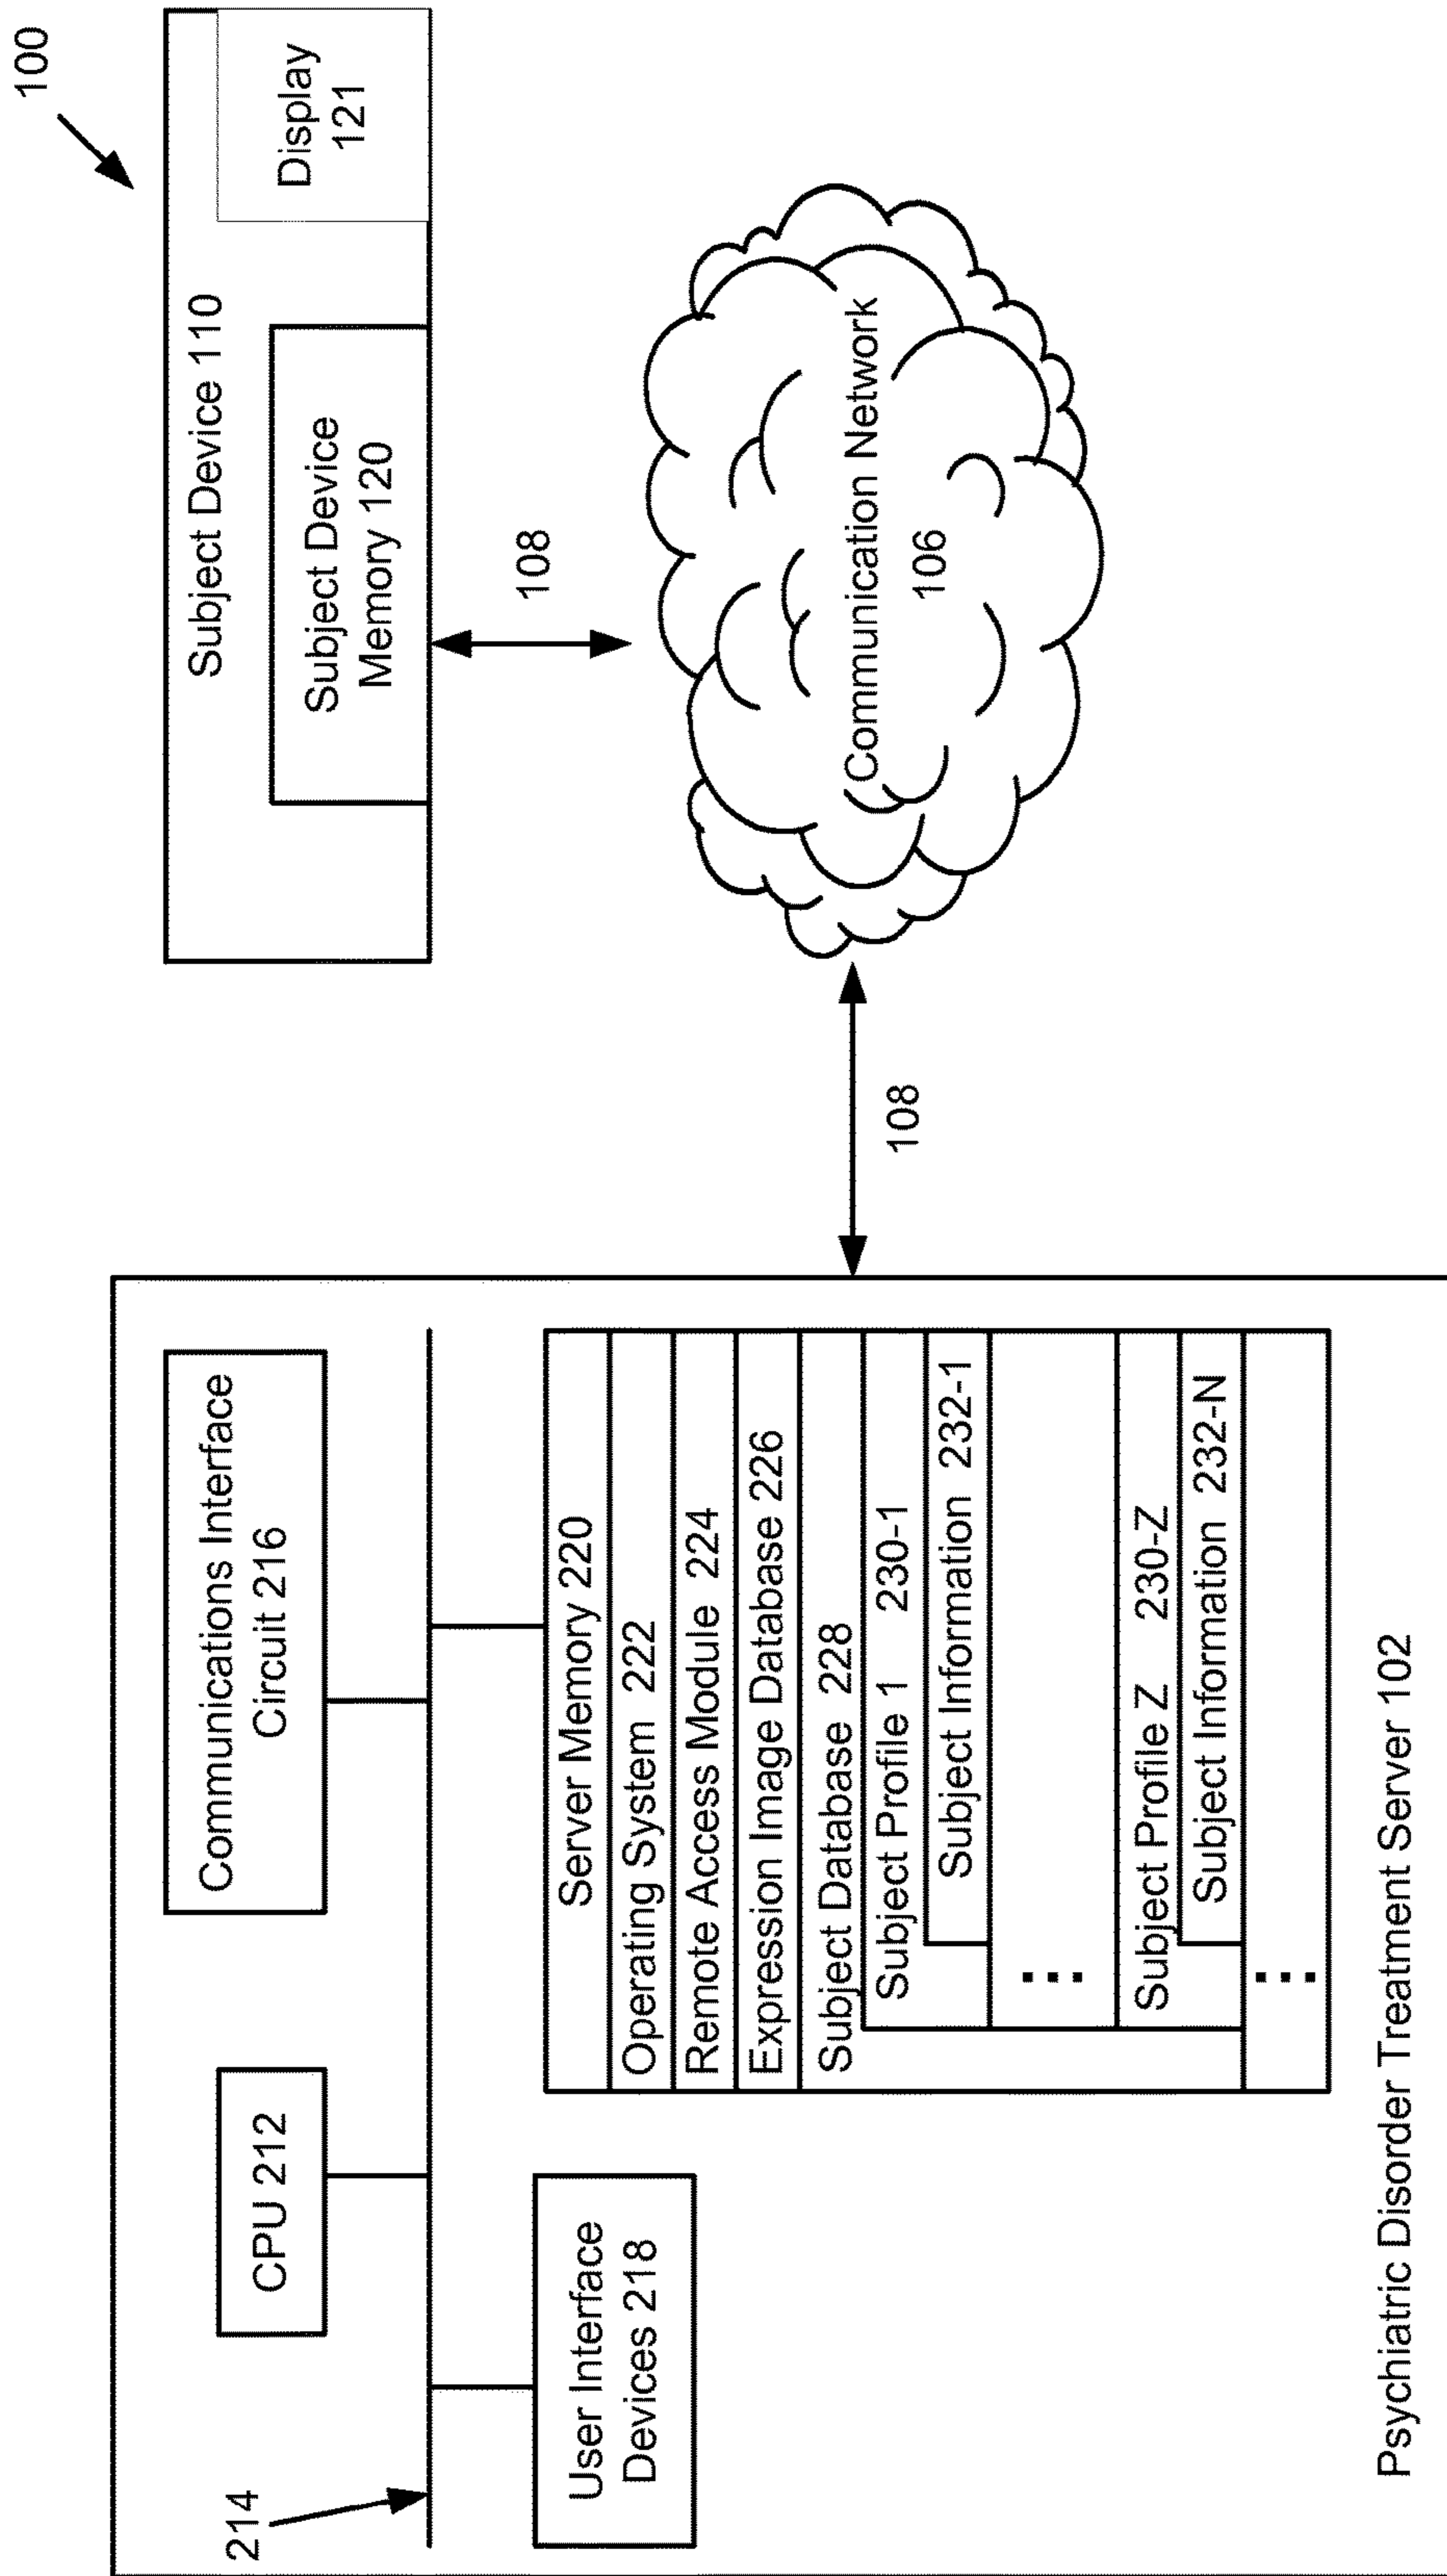 100
Subject Device 110
Subject Device
Memory 120
Display
121
108
Communication Network
106
108
214
CPU 212
Communications Interface
Circuit 216
User Interface
Devices 218
Server Memory 220
Operating System 222
Remote Access Module 224
Expression Image Database 226
Subject Database 228
Subject Profile 1 230-1
Subject Information 232-1
...
Subject Profile Z 230-Z
Subject Information 232-N
...
Psychiatric Disorder Treatment Server 102